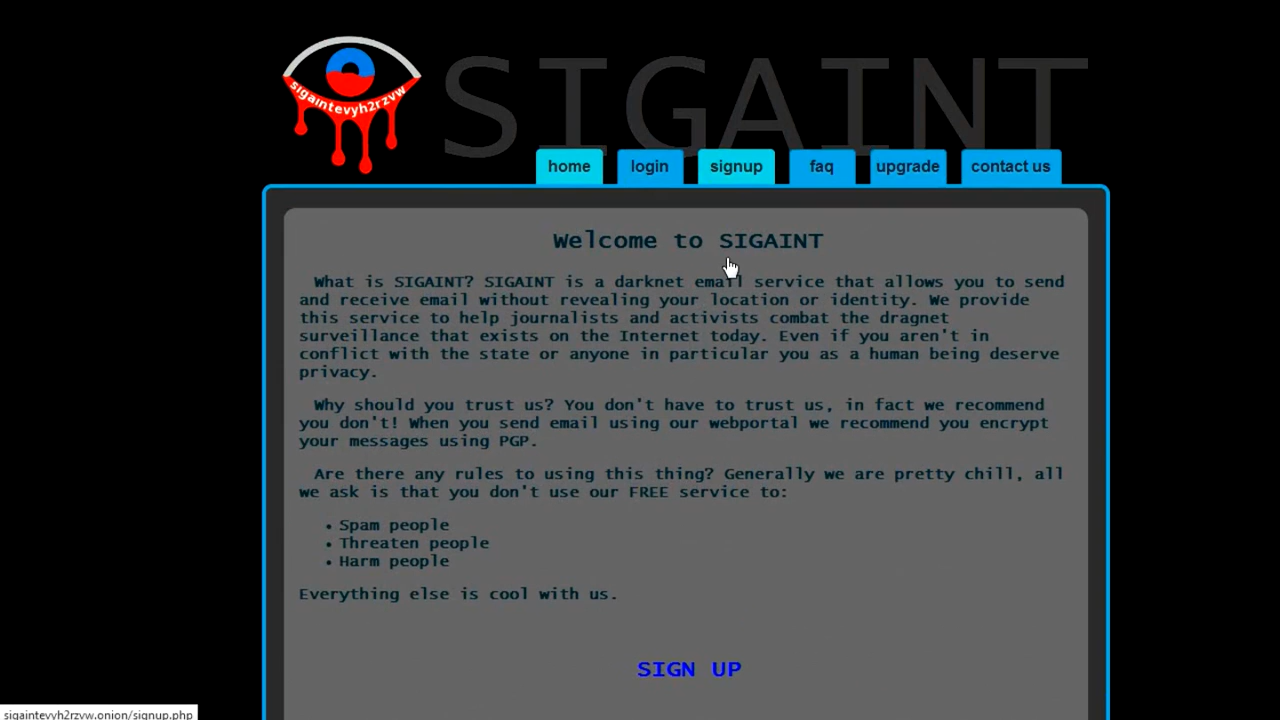 sigaintevyh2rzvw
SIGAINT
home login signup faq upgrade contact us
Welcome to SIGAINT
What is SIGAINT? SIGAINT is a darknet email service that allows you to send
and receive email without revealing your location or identity. We provide
this service to help journalists and activists combat the dragnet
surveillance that exists on the Internet today. Even if you aren't in
conflict with the state or anyone in particular you as a human being deserve
privacy.
Why should you trust us? You don't have to trust us, in fact we recommend
you don't! When you send email using our webportal we recommend you encrypt
your messages using PGP.
Are there any rules to using this thing? Generally we are pretty chill, all
we ask is that you don't use our FREE service to:
• Spam people
• Threaten people
• Harm people
Everything else is cool with us.
SIGN UP
sigaintevyh2rzvw.onion/signup.php